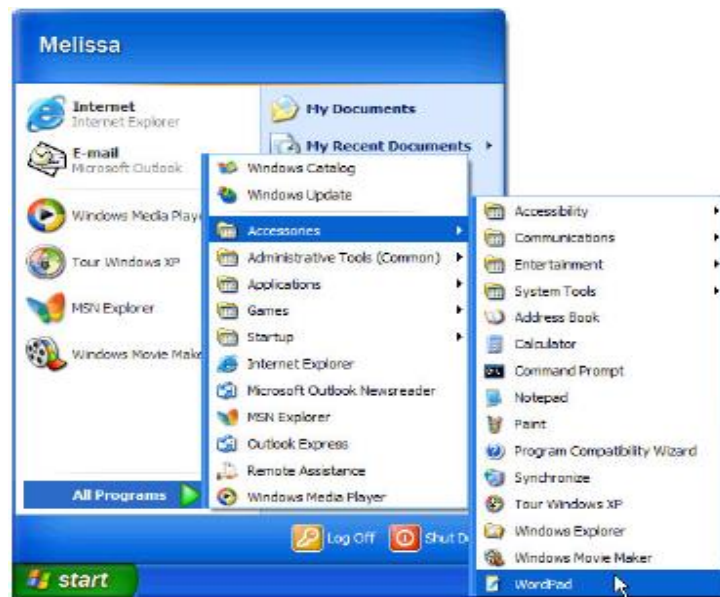 Melissa
Internet
Internet Explorer
E-mail
Microsoft Outlook
Windows Media Playe
Tour Windows XP
MSN Explorer
Windows Movie Make
All Programs
My Documents
My Recent Documents
Windows Catalog
Windows Update
Accessories
Administrative Tools (Common)
Applications
Games
Startup
Internet Explorer
Microsoft Outlook Newsreader
MSN Explorer
Outlook Express
Remote Assistance
Windows Media Player
Accessibility
Communications
Entertainment
System Tools
Address Book
Calculator
Command Prompt
Notepad
Paint
Program Compatibility Wizard
Synchronize
Tour Windows XP
Windows Explorer
Windows Movie Maker
WordPad
Log Off
Shut D
start